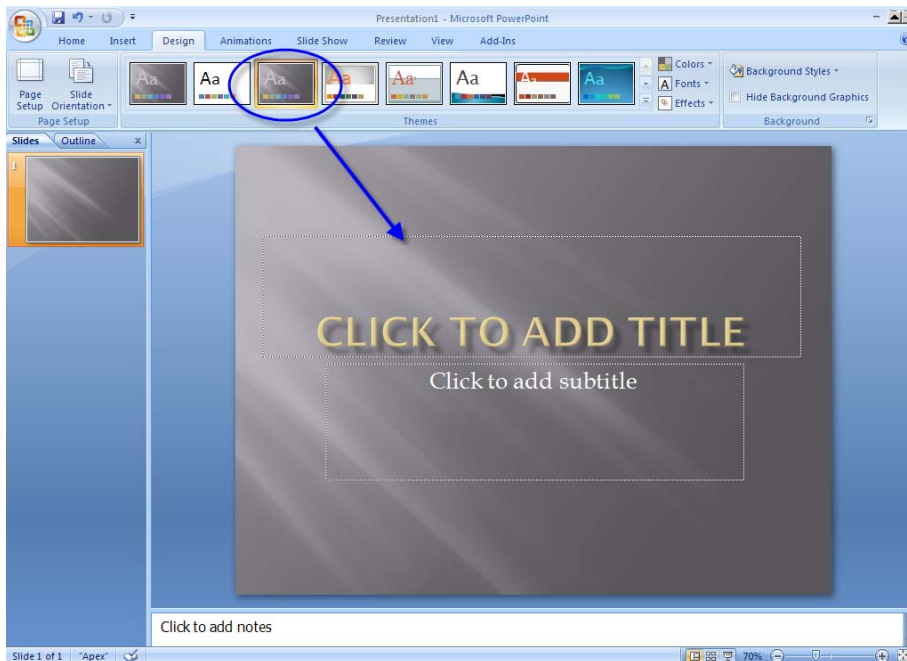 Presentation1 - Microsoft PowerPoint
Home Insert Design Animations Slide Show Review View Add-Ins
Aa Aa Aa Aa Aa Aa Aa Aa
Page Setup
Slide Orientation
Colors
Fonts
Effects
Background Styles
Hide Background Graphics
Page Setup Themes Background
Slides Outline x
1
CLICK TO ADD TITLE
Click to add subtitle
Click to add notes
Slide 1 of 1 "Apex" 70%